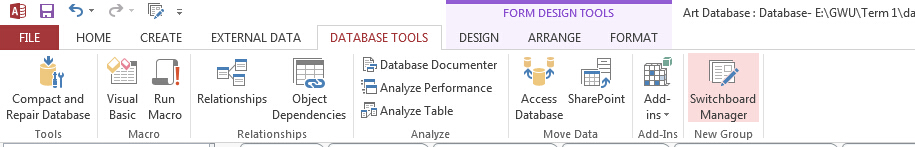 FORM DESIGN TOOLS
Art Database : Database- E:\GWU\Term 1\da
FILE HOME CREATE EXTERNAL DATA DATABASE TOOLS DESIGN ARRANGE FORMAT
Compact and
Repair Database
Tools
Visual
Basic
Run
Macro
Macro
Relationships
Object
Dependencies
Relationships
Database Documenter
Analyze Performance
Analyze Table
Analyze
Access
Database
SharePoint
Move Data
Add-
ins
Add-Ins
Switchboard
Manager
New Group